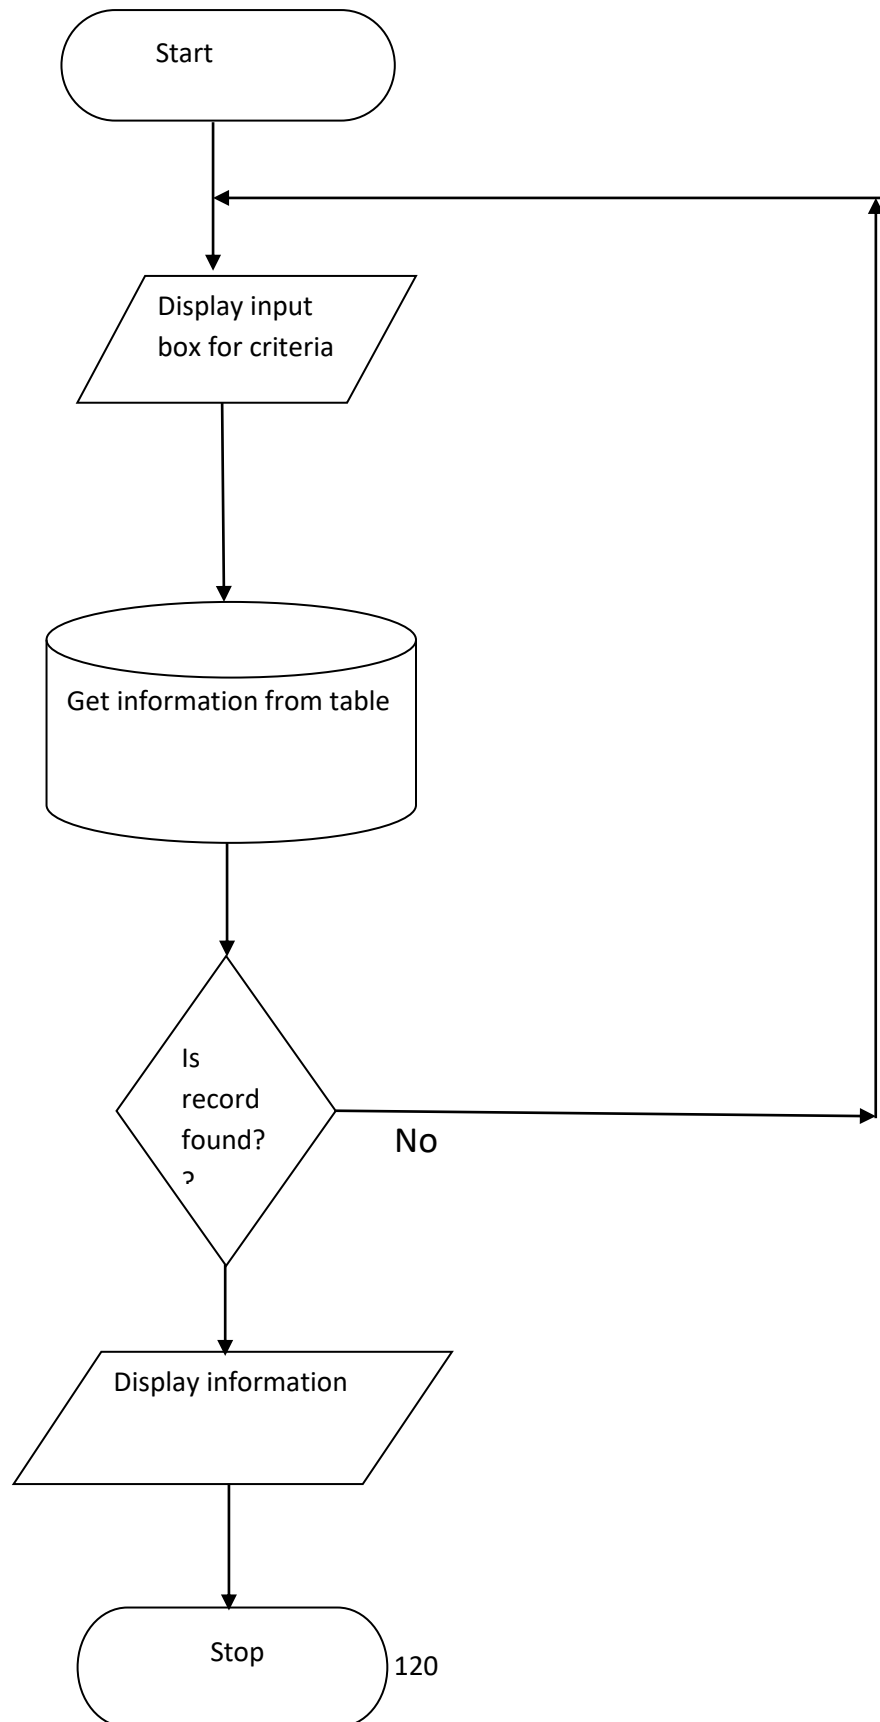 Start
Display input
box for criteria
Get information from table
Is
record
found?
?
No
Display information
Stop
120